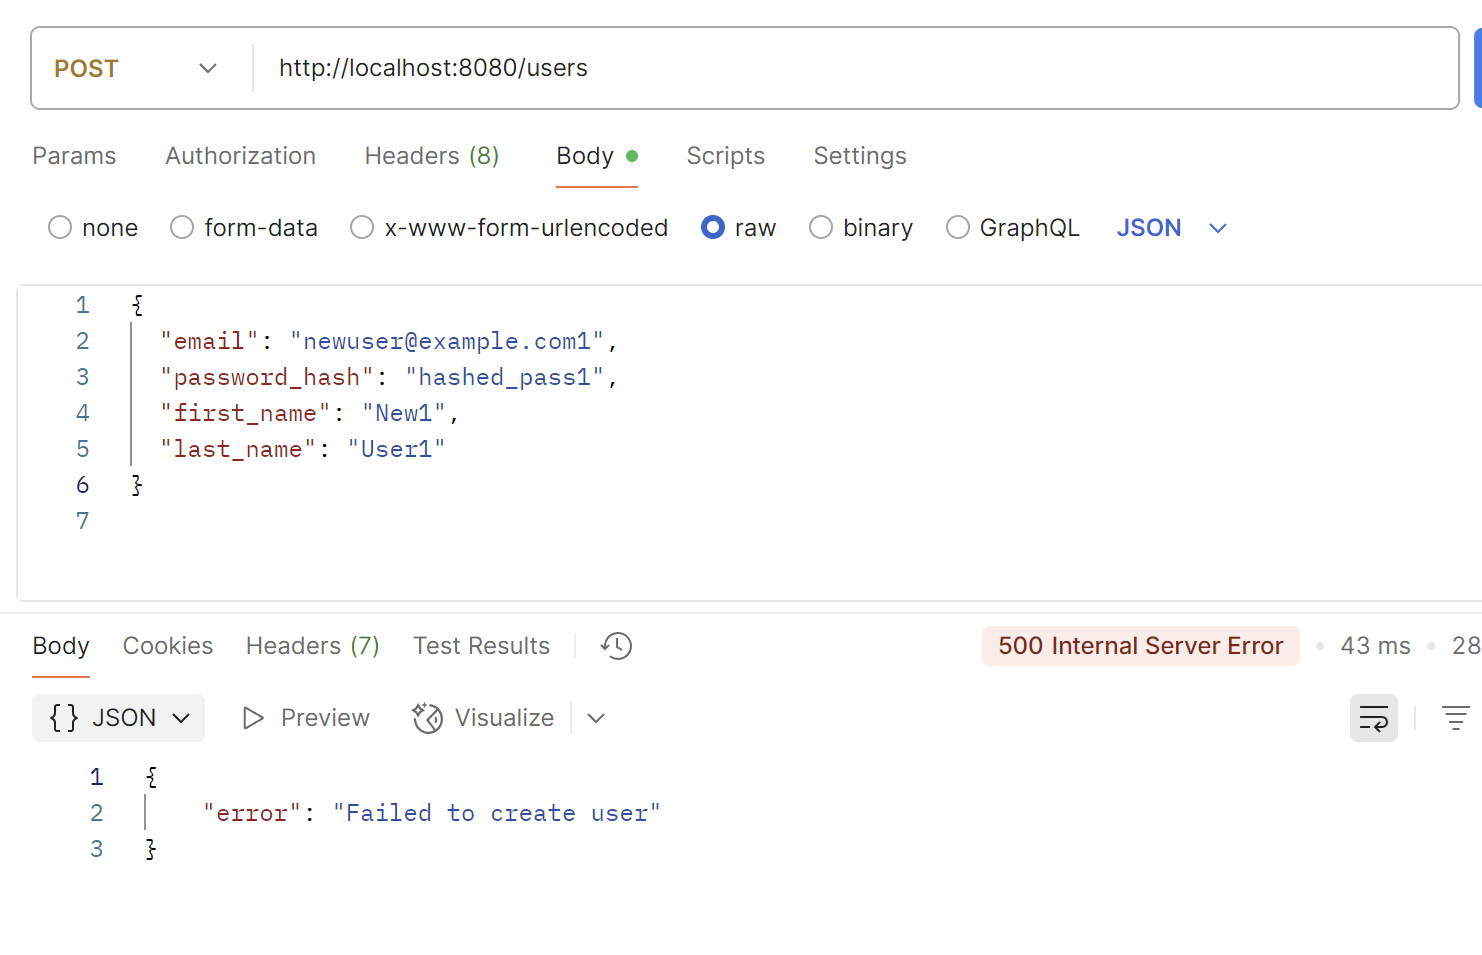 POST http://localhost:8080/users
Params Authorization Headers (8) Body Scripts Settings
none form-data x-www-form-urlencoded raw binary GraphQL JSON
1 {
2 "email": "newuser@example.com1",
3 "password_hash": "hashed_pass1",
4 "first_name": "New1",
5 "last_name": "User1"
6 }
7
Body Cookies Headers (7) Test Results 500 Internal Server Error • 43 ms • 28
{ } JSON Preview Visualize
1 {
2 "error": "Failed to create user"
3 }